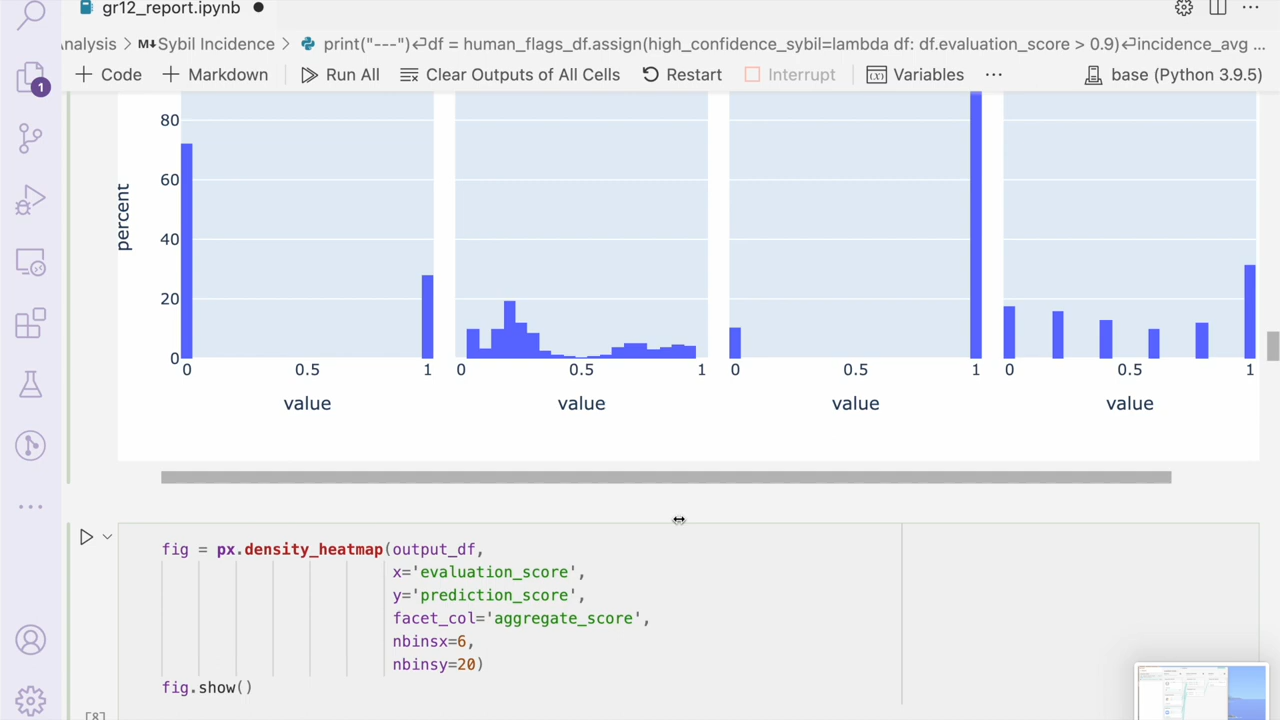 gr12_report.ipynb
Analysis > M↓Sybil Incidence > print("---")↵df = human_flags_df.assign(high_confidence_sybil=lambda df: df.evaluation_score > 0.9)↵incidence_avg ...
1
+ Code + Markdown Run All Clear Outputs of All Cells Restart Interrupt Variables ... base (Python 3.9.5)
80
60
40
20
0
percent
0 0.5 1 0 0.5 1 0 0.5 1 0 0.5 1
value value value value
fig = px.density_heatmap(output_df,
x='evaluation_score',
y='prediction_score',
facet_col='aggregate_score',
nbinsx=6,
nbinsy=20)
fig.show()
[8]